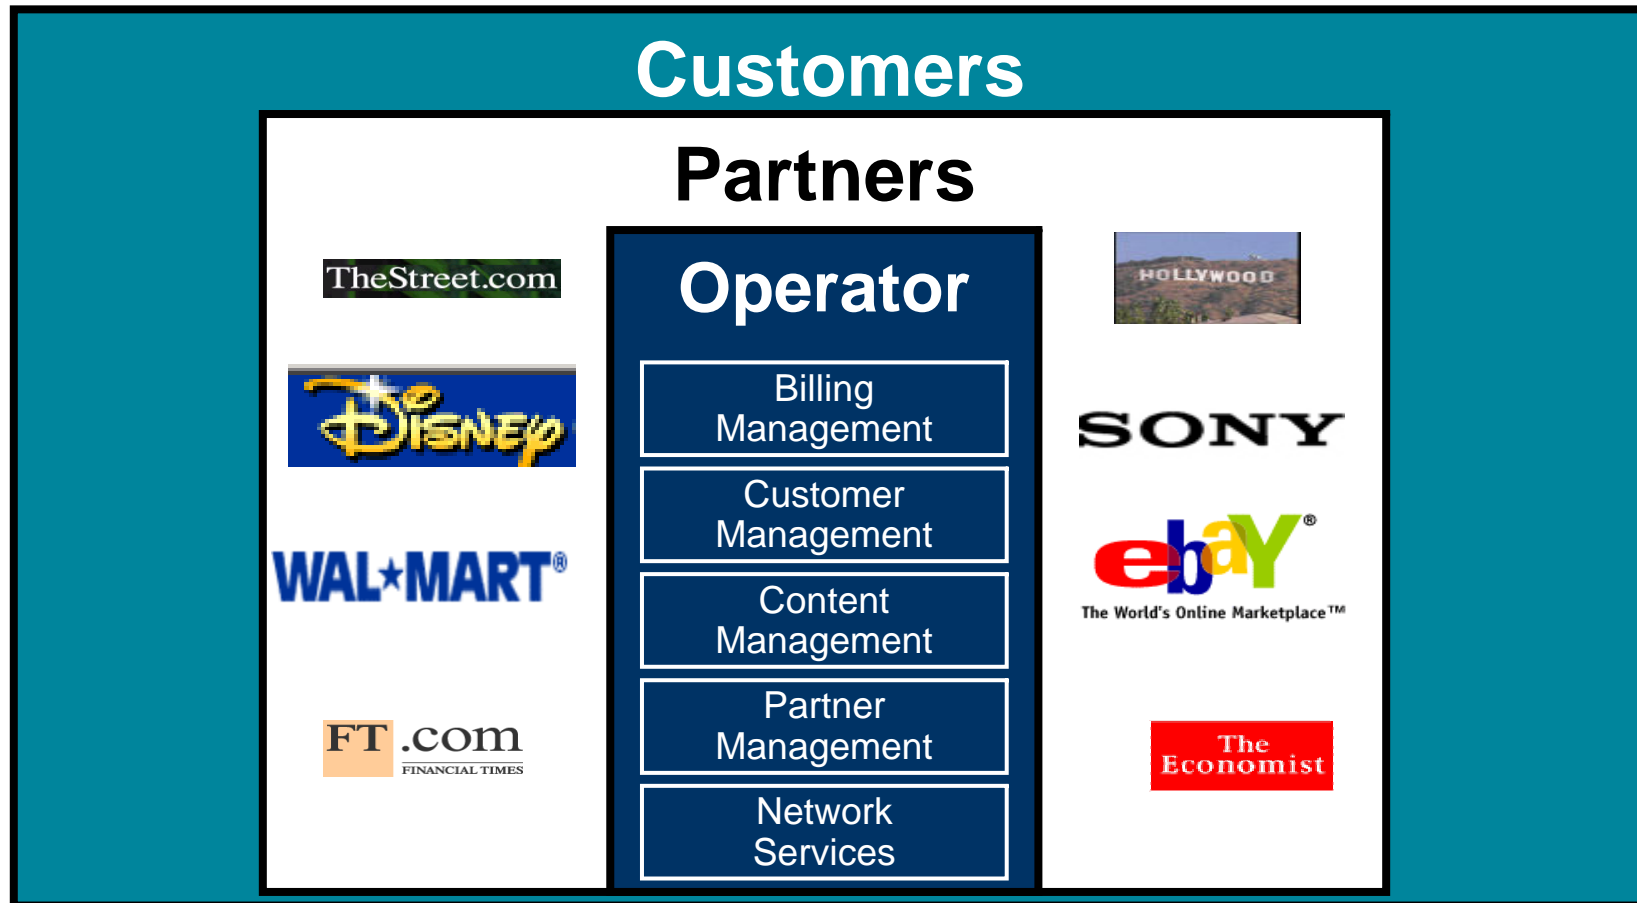 Customers
Partners
Operator
TheStreet.com
DISNEY
WAL★MART®
FT .com
FINANCIAL TIMES
Billing
Management
Customer
Management
Content
Management
Partner
Management
Network
Services
HOLLYWOOD
SONY
ebaY®
The World's Online Marketplace™
The
Economist